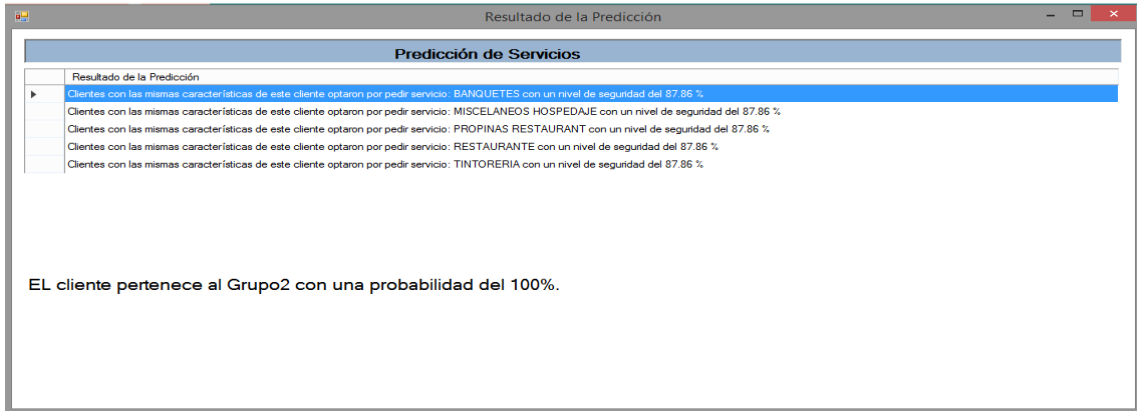 Resultado de la Predicción
Predicción de Servicios
Resultado de la Predicción
Clientes con las mismas características de este cliente optaron por pedir servicio: BANQUETES con un nivel de seguridad del 87.86 %
Clientes con las mismas características de este cliente optaron por pedir servicio: MISCELANEOS HOSPEDAJE con un nivel de seguridad del 87.86 %
Clientes con las mismas características de este cliente optaron por pedir servicio: PROPINAS RESTAURANT con un nivel de seguridad del 87.86 %
Clientes con las mismas características de este cliente optaron por pedir servicio: RESTAURANTE con un nivel de seguridad del 87.86 %
Clientes con las mismas características de este cliente optaron por pedir servicio: TINTORERIA con un nivel de seguridad del 87.86 %
EL cliente pertenece al Grupo2 con una probabilidad del 100%.